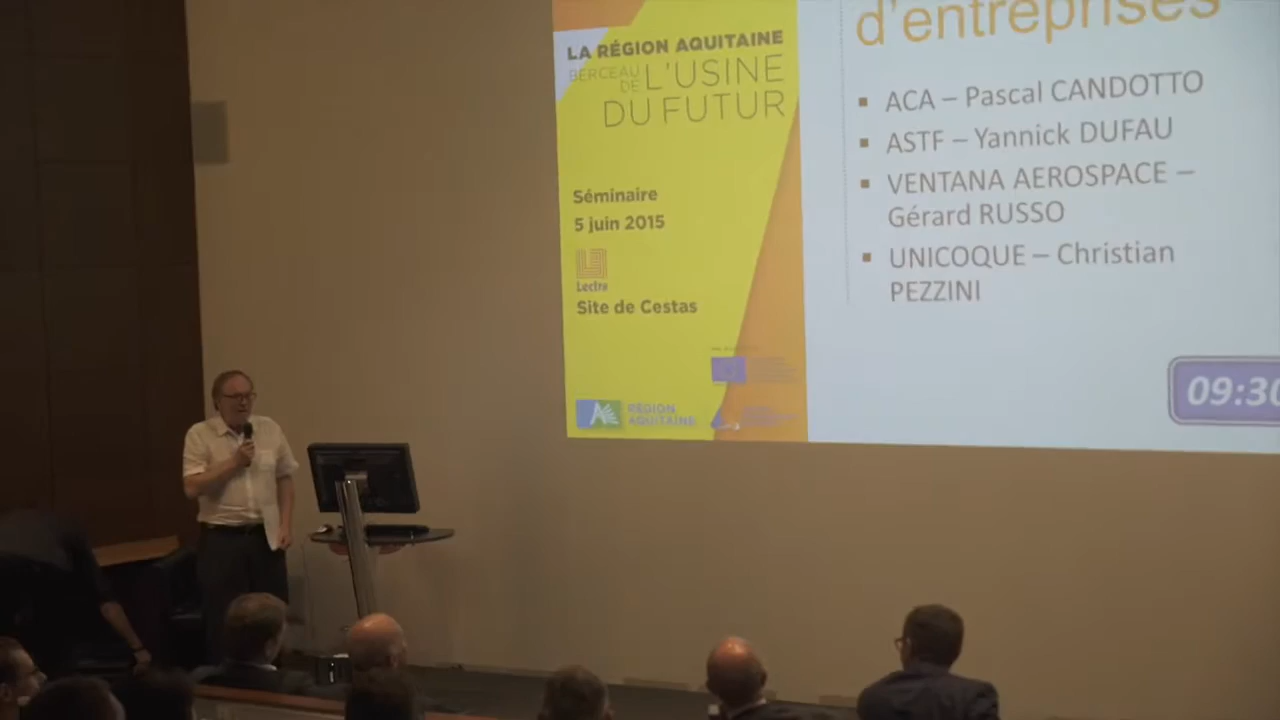 LA RÉGION AQUITAINE
BERCEAU
DE L'USINE
DU FUTUR
Séminaire
5 juin 2015
Lectra
Site de Cestas
RÉGION
AQUITAINE
d'entreprises
ACA – Pascal CANDOTTO
ASTF – Yannick DUFAU
VENTANA AEROSPACE –
Gérard RUSSO
UNICOQUE – Christian
PEZZINI
09:30